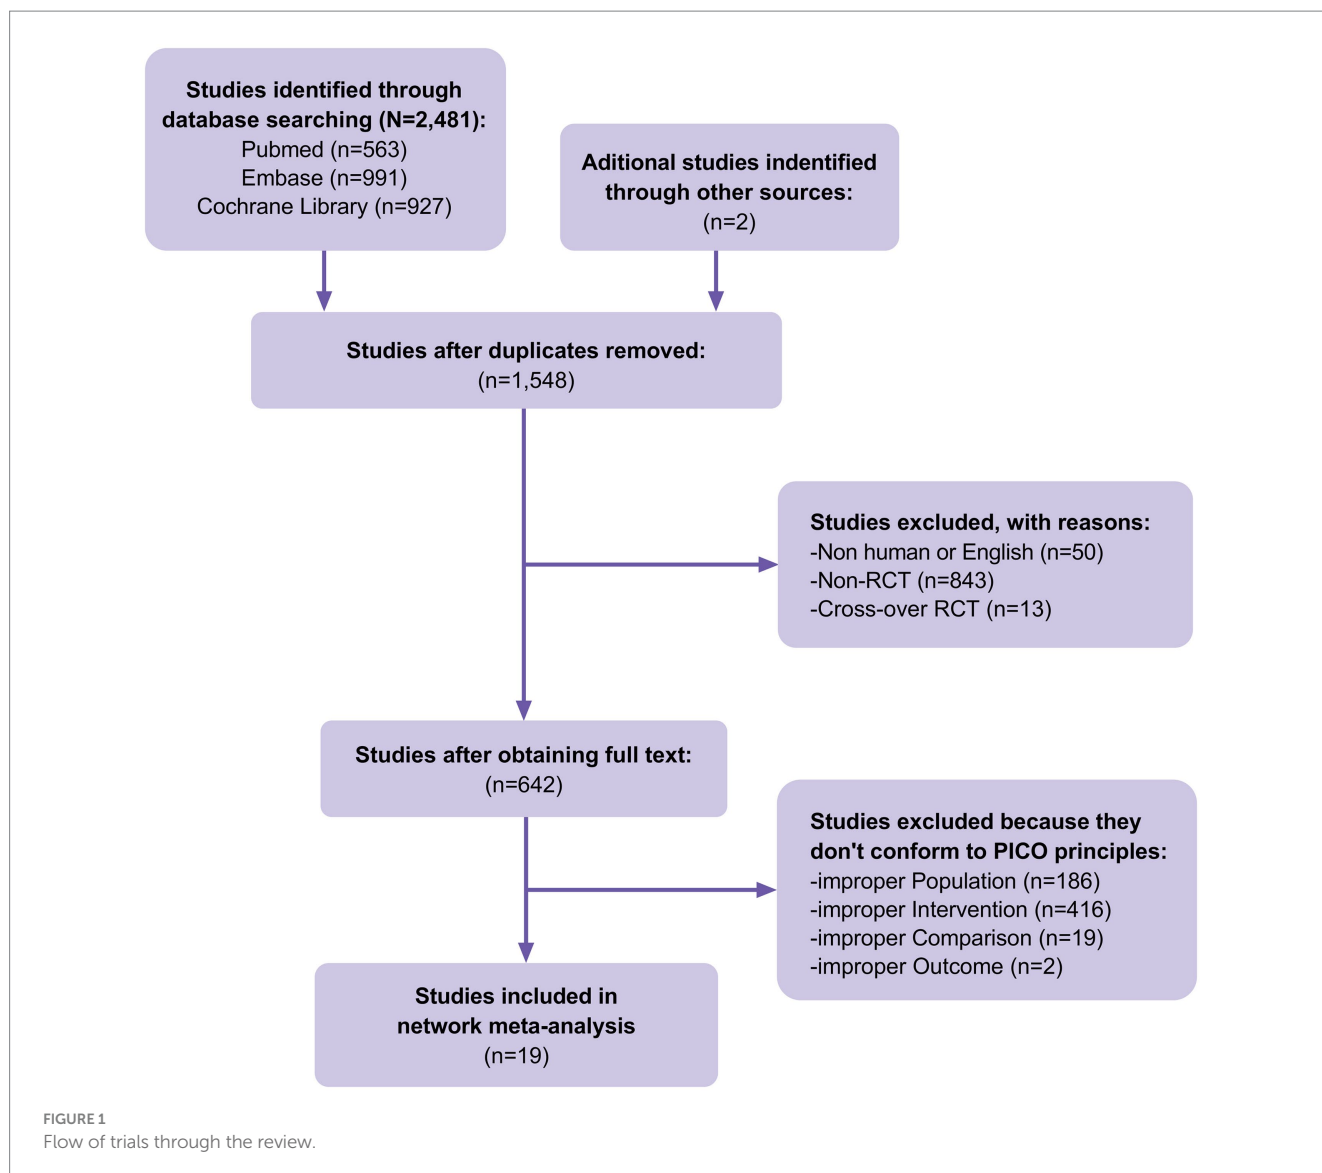 Studies identified through
database searching (N=2,481):
Pubmed (n=563)
Embase (n=991)
Cochrane Library (n=927)
Aditional studies indentified
through other sources:
(n=2)
Studies after duplicates removed:
(n=1,548)
Studies excluded, with reasons:
-Non human or English (n=50)
-Non-RCT (n=843)
-Cross-over RCT (n=13)
Studies after obtaining full text:
(n=642)
Studies excluded because they
don't conform to PICO principles:
-improper Population (n=186)
-improper Intervention (n=416)
-improper Comparison (n=19)
-improper Outcome (n=2)
Studies included in
network meta-analysis
(n=19)
FIGURE 1
Flow of trials through the review.